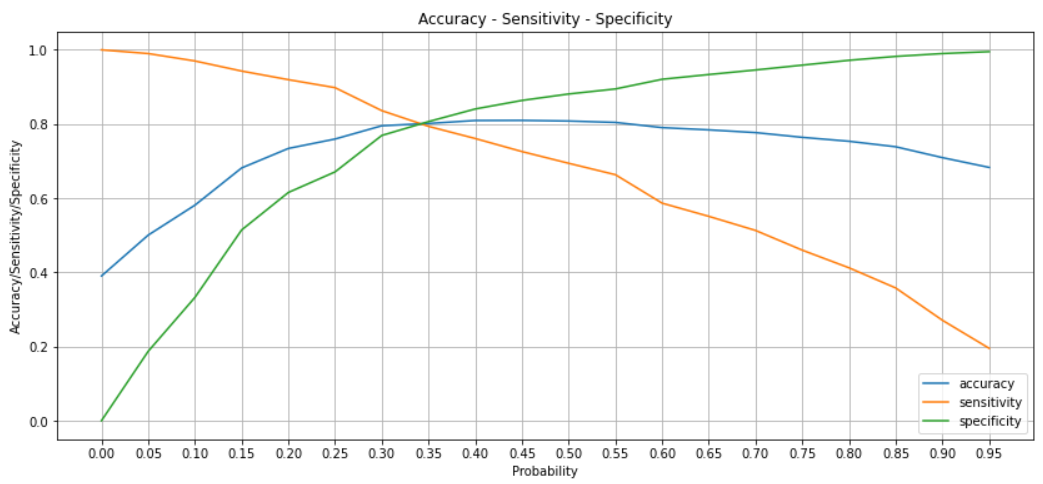 Accuracy - Sensitivity - Specificity
Accuracy/Sensitivity/Specificity
1.0
0.8
0.6
0.4
0.2
0.0
accuracy
sensitivity
specificity
0.00 0.05 0.10 0.15 0.20 0.25 0.30 0.35 0.40 0.45 0.50 0.55 0.60 0.65 0.70 0.75 0.80 0.85 0.90 0.95
Probability